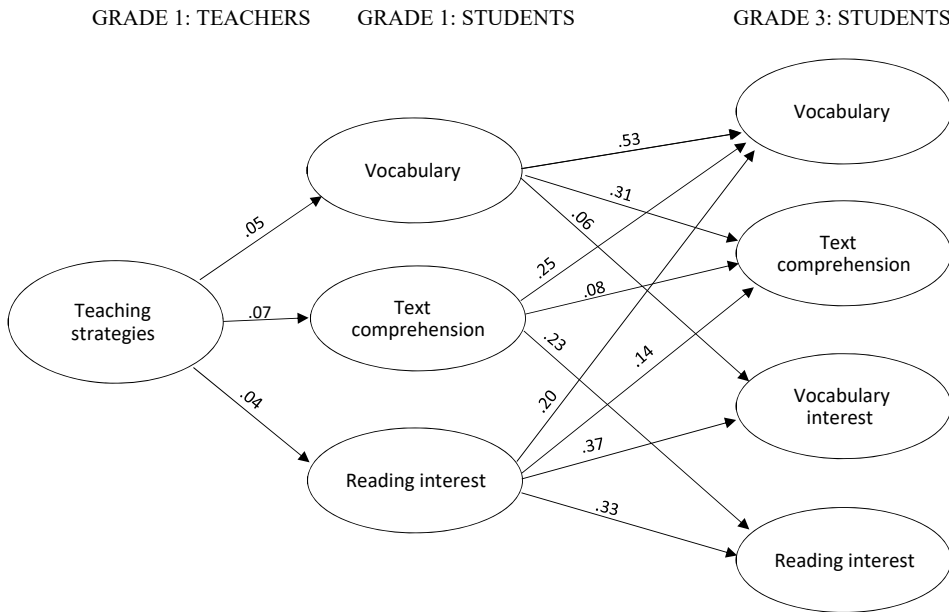 GRADE 1: TEACHERS
GRADE 1: STUDENTS
GRADE 3: STUDENTS
Vocabulary
.53
Vocabulary
.31
.06
.05
.25
Text
comprehension
Teaching
strategies
.07
Text
comprehension
.08
.23
.14
.04
.20
Vocabulary
interest
.37
Reading interest
.33
Reading interest